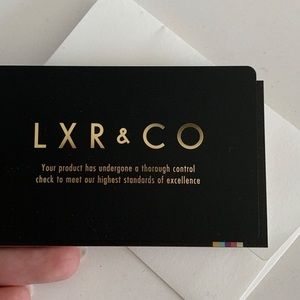 LXR & CO
Your product has undergone a thorough control
check to meet our highest standards of excellence